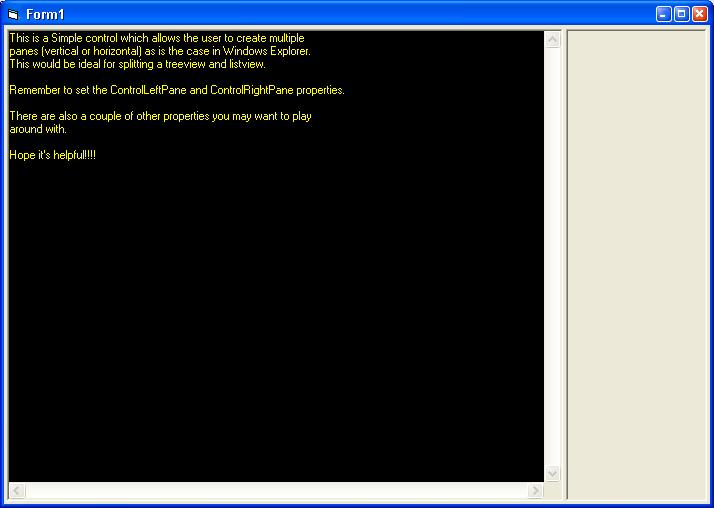 Form1
This is a Simple control which allows the user to create multiple
panes (vertical or horizontal) as is the case in Windows Explorer.
This would be ideal for splitting a treeview and listview.
Remember to set the ControlLeftPane and ControlRightPane properties.
There are also a couple of other properties you may want to play
around with.
Hope it's helpful!!!!